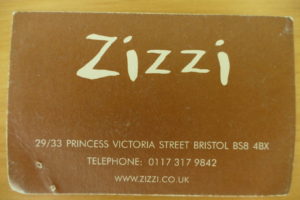 Zizzi
29/33 PRINCESS VICTORIA STREET BRISTOL BS8 4BX
TELEPHONE: 0117 317 9842
WWW.ZIZZI.CO.UK